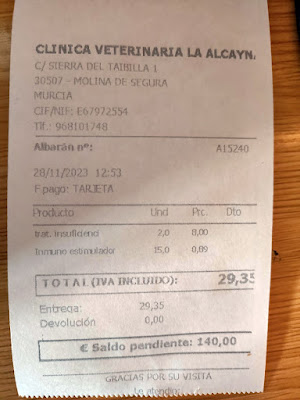 CLINICA VETERINARIA LA ALCAYN
C/ SIERRA DEL TAIBILLA 1
30507 - MOLINA DE SEGURA
MURCIA
CIF/NIF: E67972554
Tlf.: 968101748
Albarán nº: A15240
28/11/2023 12:53
F pago: TARJETA
Producto Und Prc. Dto
trat. insuficienci 2,0 8,00
Inmuno estimulador 15,0 0,89
TOTAL (IVA INCLUIDO): 29,35
Entrega: 29,35
Devolución 0,00
€ Saldo pendiente: 140,00
GRACIAS POR SU VISITA
Le atendio: